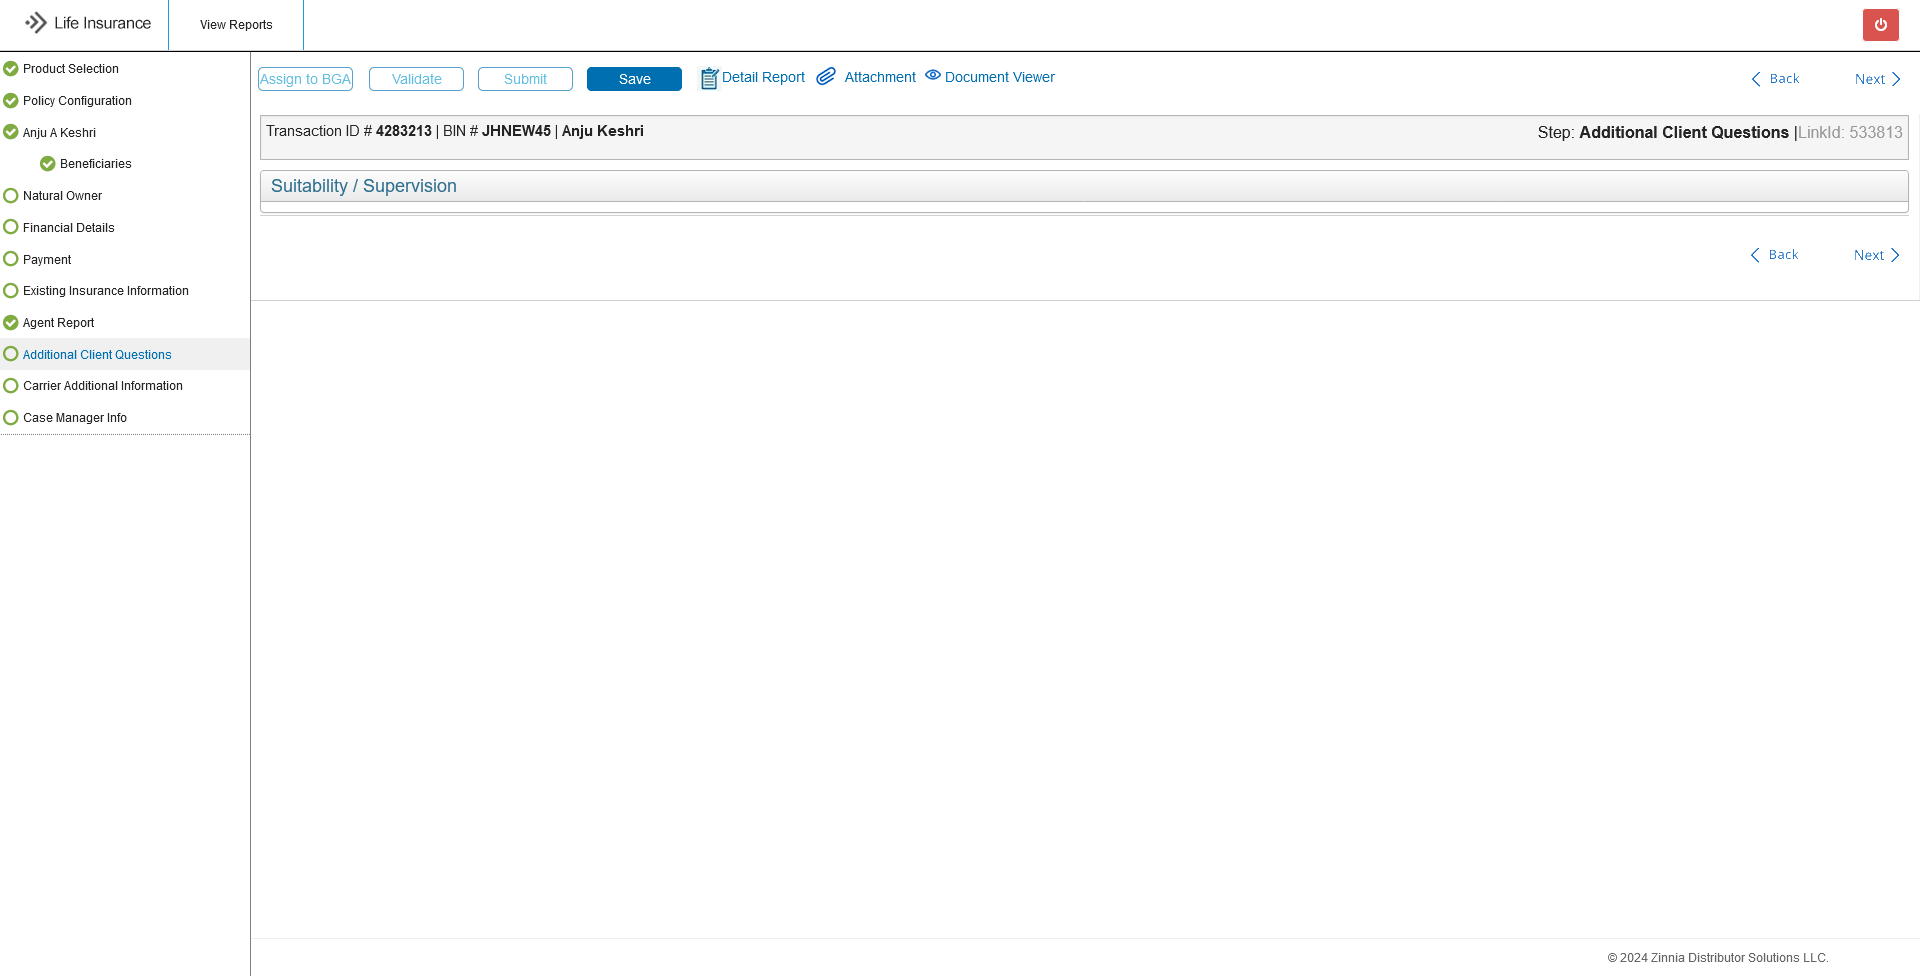 Life Insurance
View Reports
Product Selection
Policy Configuration
Anju A Keshri
Beneficiaries
Natural Owner
Financial Details
Payment
Existing Insurance Information
Agent Report
Additional Client Questions
Carrier Additional Information
Case Manager Info
Assign to BGA
Validate
Submit
Save
Detail Report
Attachment
Document Viewer
Back
Next
Transaction ID # 4283213 | BIN # JHNEW45 | Anju Keshri
Step: Additional Client Questions |LinkId: 533813
Suitability / Supervision
Back
Next
© 2024 Zinnia Distributor Solutions LLC.